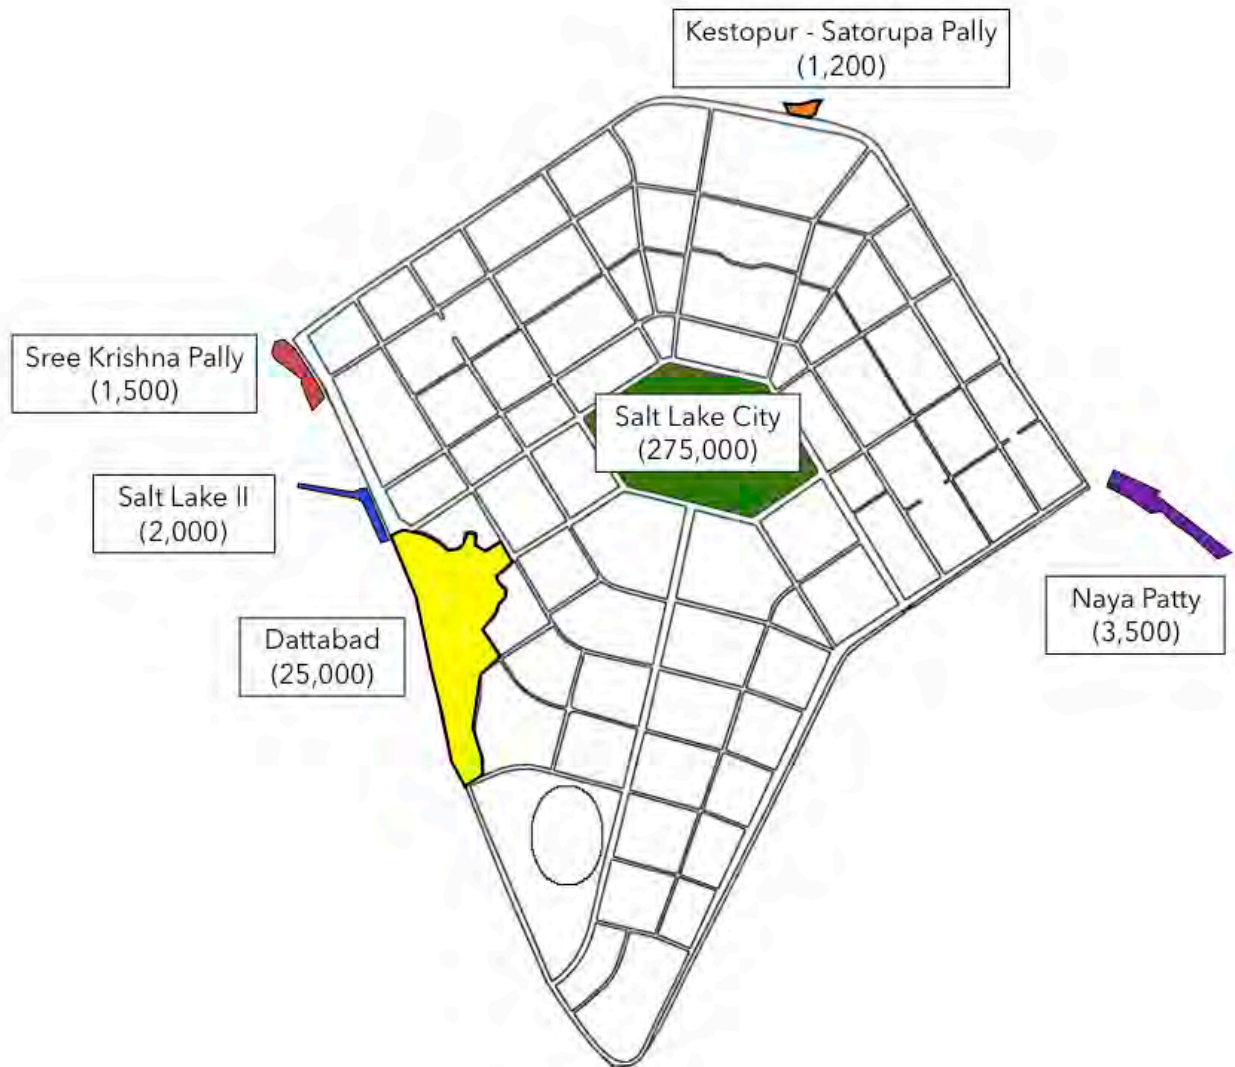 Kestopur - Satorupa Pally
(1,200)
Sree Krishna Pally
(1,500)
Salt Lake City
(275,000)
Salt Lake II
(2,000)
Naya Patty
(3,500)
Dattabad
(25,000)